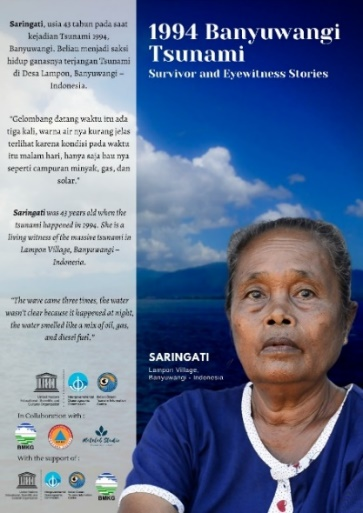 Saringati, usia 43 tahun pada saat
kejadian Tsunami 1994,
Banyuwangi. Beliau menjadi saksi
hidup ganasnya terjangan Tsunami
di Desa Lampon, Banyuwangi –
Indonesia.
"Gelombang datang waktu itu ada
tiga kali, warna air nya kurang jelas
terlihat karena kondisi pada waktu
itu malam hari, hanya saja bau nya
seperti campuran minyak, gas, dan
solar."
Saringati was 43 years old when the
tsunami happened in 1994. She is a
living witness of the massive tsunami in
Lampon Village, Banyuwangi –
Indonesia.
"The wave came three times, the water
wasn't clear because it happened at night,
the water smelled like a mix of oil, gas,
and diesel fuel."
In Collaboration with :
BMKG
With the support of :
BMKG
1994 Banyuwangi
Tsunami
Survivor and Eyewitness Stories
SARINGATI
Lampon Village,
Banyuwangi - Indonesia